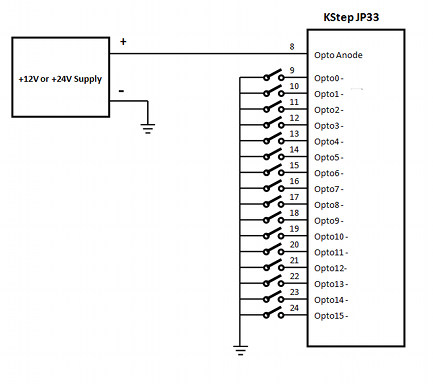 KStep JP33
+
8
Opto Anode
+12V or +24V Supply
-
9 Opto0-
10 Opto1-
11 Opto2-
12 Opto3-
13 Opto4-
14 Opto5-
15 Opto6-
16 Opto7-
17 Opto8-
18 Opto9-
19 Opto10-
20 Opto11-
21 Opto12-
22 Opto13-
23 Opto14-
24 Opto15-